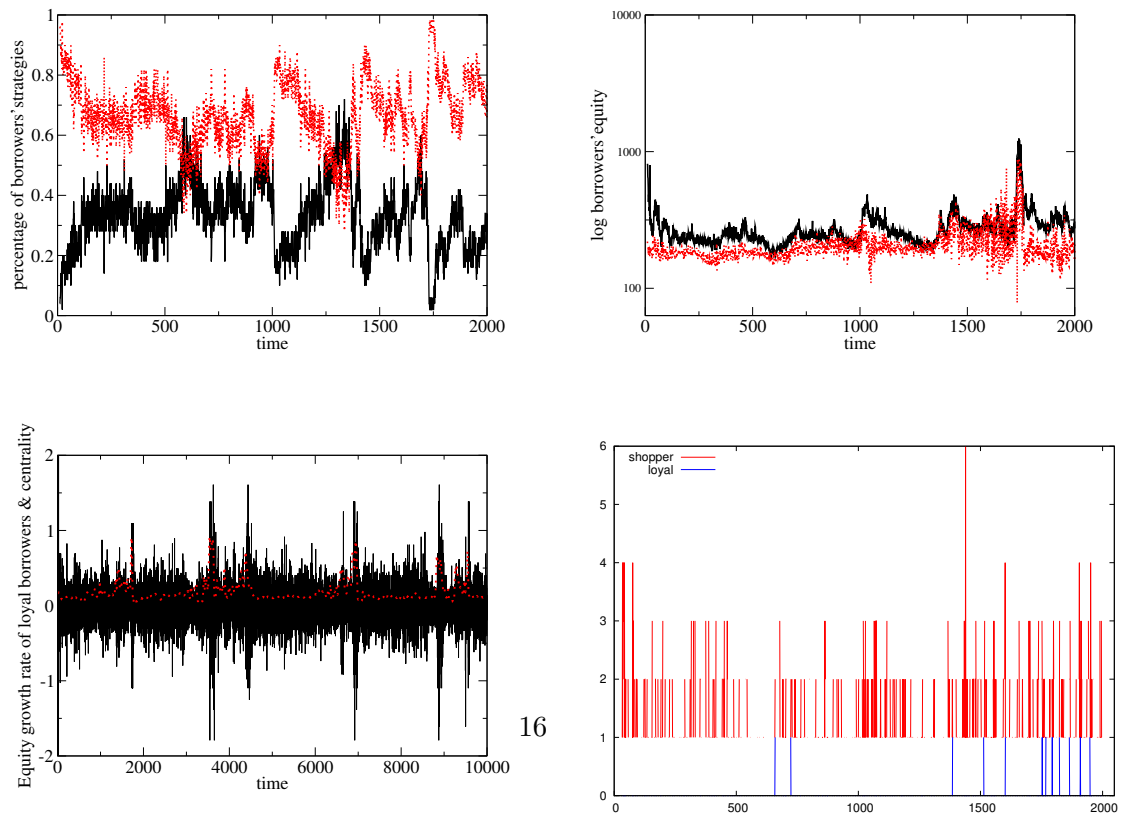 percentage of borrowers' strategies
1
0.8
0.6
0.4
0.2
0
0 500 1000 1500 2000
time
log borrowers' equity
10000
1000
100
0 500 1000 1500 2000
time
Equity growth rate of loyal borrowers & centrality
2
1
0
-1
-2
0 2000 4000 6000 8000 10000
time
16
shopper
loyal
6
5
4
3
2
1
0
0 500 1000 1500 2000